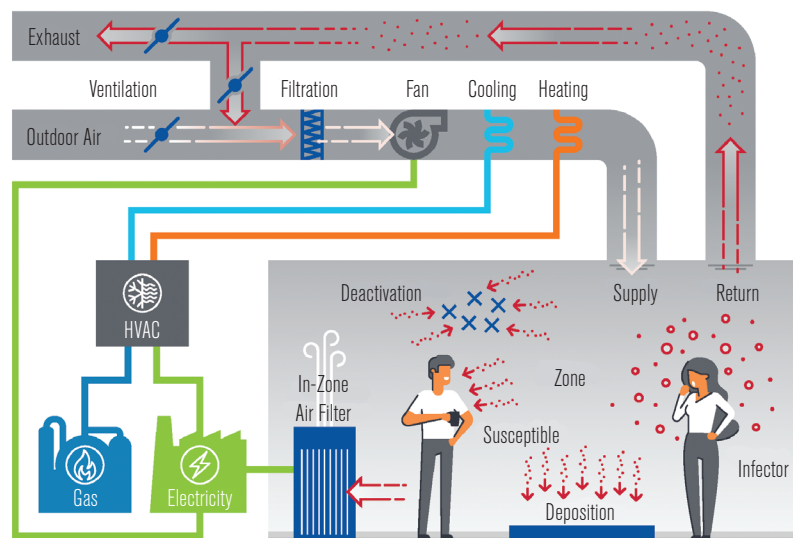 Exhaust
Ventilation
Filtration
Fan
Cooling
Heating
Outdoor Air
HVAC
Deactivation
Supply
Return
In-Zone
Air Filter
Zone
Susceptible
Infector
Gas
Electricity
Deposition